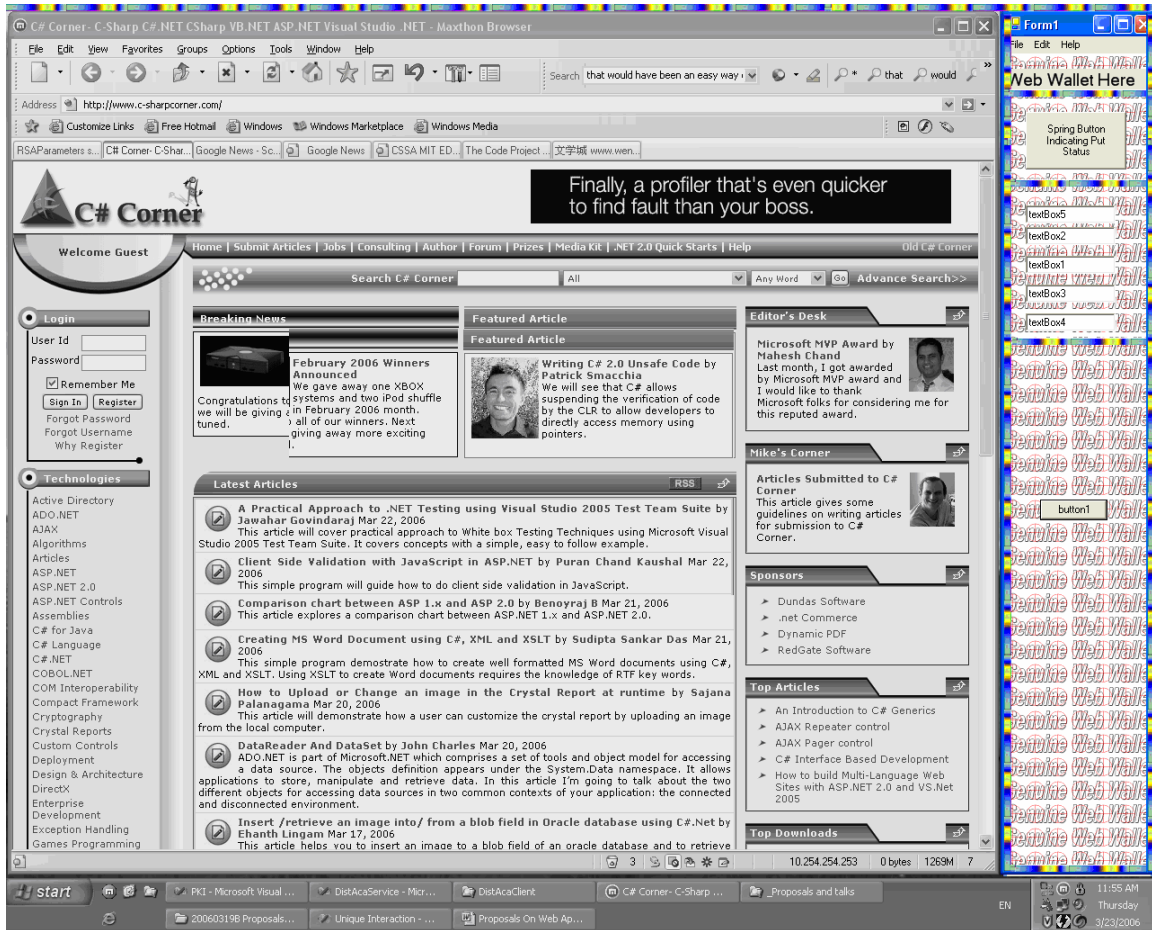 C# Corner- C-Sharp C#.NET CSharp VB.NET ASP.NET Visual Studio .NET - Maxthon Browser
File Edit View Favorites Groups Options Tools Window Help
Search that would have been an easy way that would
Address http://www.c-sharpcorner.com/
Customize Links Free Hotmail Windows Windows Marketplace Windows Media
RSAParameters s... C# Corner- C-Shar... Google News - Sc... Google News CSSA MIT ED... The Code Project ... 文学城 www.wen...
C# Corner
Finally, a profiler that's even quicker
to find fault than your boss.
Welcome Guest
Home | Submit Articles | Jobs | Consulting | Author | Forum | Prizes | Media Kit | .NET 2.0 Quick Starts | Help
Old C# Corner
Search C# Corner All Any Word Go Advance Search>>
Login
User Id
Password
Remember Me
Sign In Register
Forgot Password
Forgot Username
Why Register
Technologies
Active Directory
ADO.NET
AJAX
Algorithms
Articles
ASP.NET
ASP.NET 2.0
ASP.NET Controls
Assemblies
C# for Java
C# Language
C#.NET
COBOL.NET
COM Interoperability
Compact Framework
Cryptography
Crystal Reports
Custom Controls
Deployment
Design & Architecture
DirectX
Enterprise
Development
Exception Handling
Games Programming
Breaking News
February 2006 Winners
Announced
We gave away one XBOX
systems and two iPod shuffle
in February 2006 month.
all of our winners. Next
giving away more exciting
Congratulations to
we will be giving a
tuned.
Featured Article
Featured Article
Writing C# 2.0 Unsafe Code by
Patrick Smacchia
We will see that C# allows
suspending the verification of code
by the CLR to allow developers to
directly access memory using
pointers.
Latest Articles RSS
A Practical Approach to .NET Testing using Visual Studio 2005 Test Team Suite by
Jawahar Govindaraj Mar 22, 2006
This article will cover practical approach to White box Testing Techniques using Microsoft Visual
Studio 2005 Test Team Suite. It covers concepts with a simple, easy to follow example.
Client Side Validation with JavaScript in ASP.NET by Puran Chand Kaushal Mar 22,
2006
This simple program will guide how to do client side validation in JavaScript.
Comparison chart between ASP 1.x and ASP 2.0 by Benoyraj B Mar 21, 2006
This article explores a comparison chart between ASP.NET 1.x and ASP.NET 2.0.
Creating MS Word Document using C#, XML and XSLT by Sudipta Sankar Das Mar 21,
2006
This simple program demostrate how to create well formatted MS Word documents using C#,
XML and XSLT. Using XSLT to create Word documents requires the knowledge of RTF key words.
How to Upload or Change an image in the Crystal Report at runtime by Sajana
Palanagama Mar 20, 2006
This article will demonstrate how a user can customize the crystal report by uploading an image
from the local computer.
DataReader And DataSet by John Charles Mar 20, 2006
ADO.NET is part of Microsoft.NET which comprises a set of tools and object model for accessing
a data source. The objects definition appears under the System.Data namespace. It allows
applications to store, manipulate and retrieve data. In this article I'm going to talk about the two
different objects for accessing data sources in two common contexts of your application: the connected
and disconnected environment.
Insert /retrieve an image into/ from a blob field in Oracle database using C#.Net by
Ehanth Lingam Mar 17, 2006
This article helps you to insert an image to a blob field of an oracle database and to retrieve
Editor's Desk
Microsoft MVP Award by
Mahesh Chand
Last month, I got awarded
by Microsoft MVP award and
I would like to thank
Microsoft folks for considering me for
this reputed award.
Mike's Corner
Articles Submitted to C#
Corner
This article gives some
guidelines on writing articles
for submission to C#
Corner.
Sponsors
Dundas Software
.net Commerce
Dynamic PDF
RedGate Software
Top Articles
An Introduction to C# Generics
AJAX Repeater control
AJAX Pager control
C# Interface Based Development
How to build Multi-Language Web
Sites with ASP.NET 2.0 and VS.Net
2005
Top Downloads
3 10.254.254.253 0 bytes 1269M 7
Form1
File Edit Help
Web Wallet Here
Spring Button
Indicating Put
Status
textBox5
textBox2
textBox1
textBox3
textBox4
button1
Genuine Web Walle
start PKI - Microsoft Visual ... DistAcaService - Micr... DistAcaClient C# Corner- C-Sharp ... _Proposals and talks
20060319B Proposals... Unique Interaction - ... Proposals On Web Ap...
EN
11:55 AM
Thursday
3/23/2006